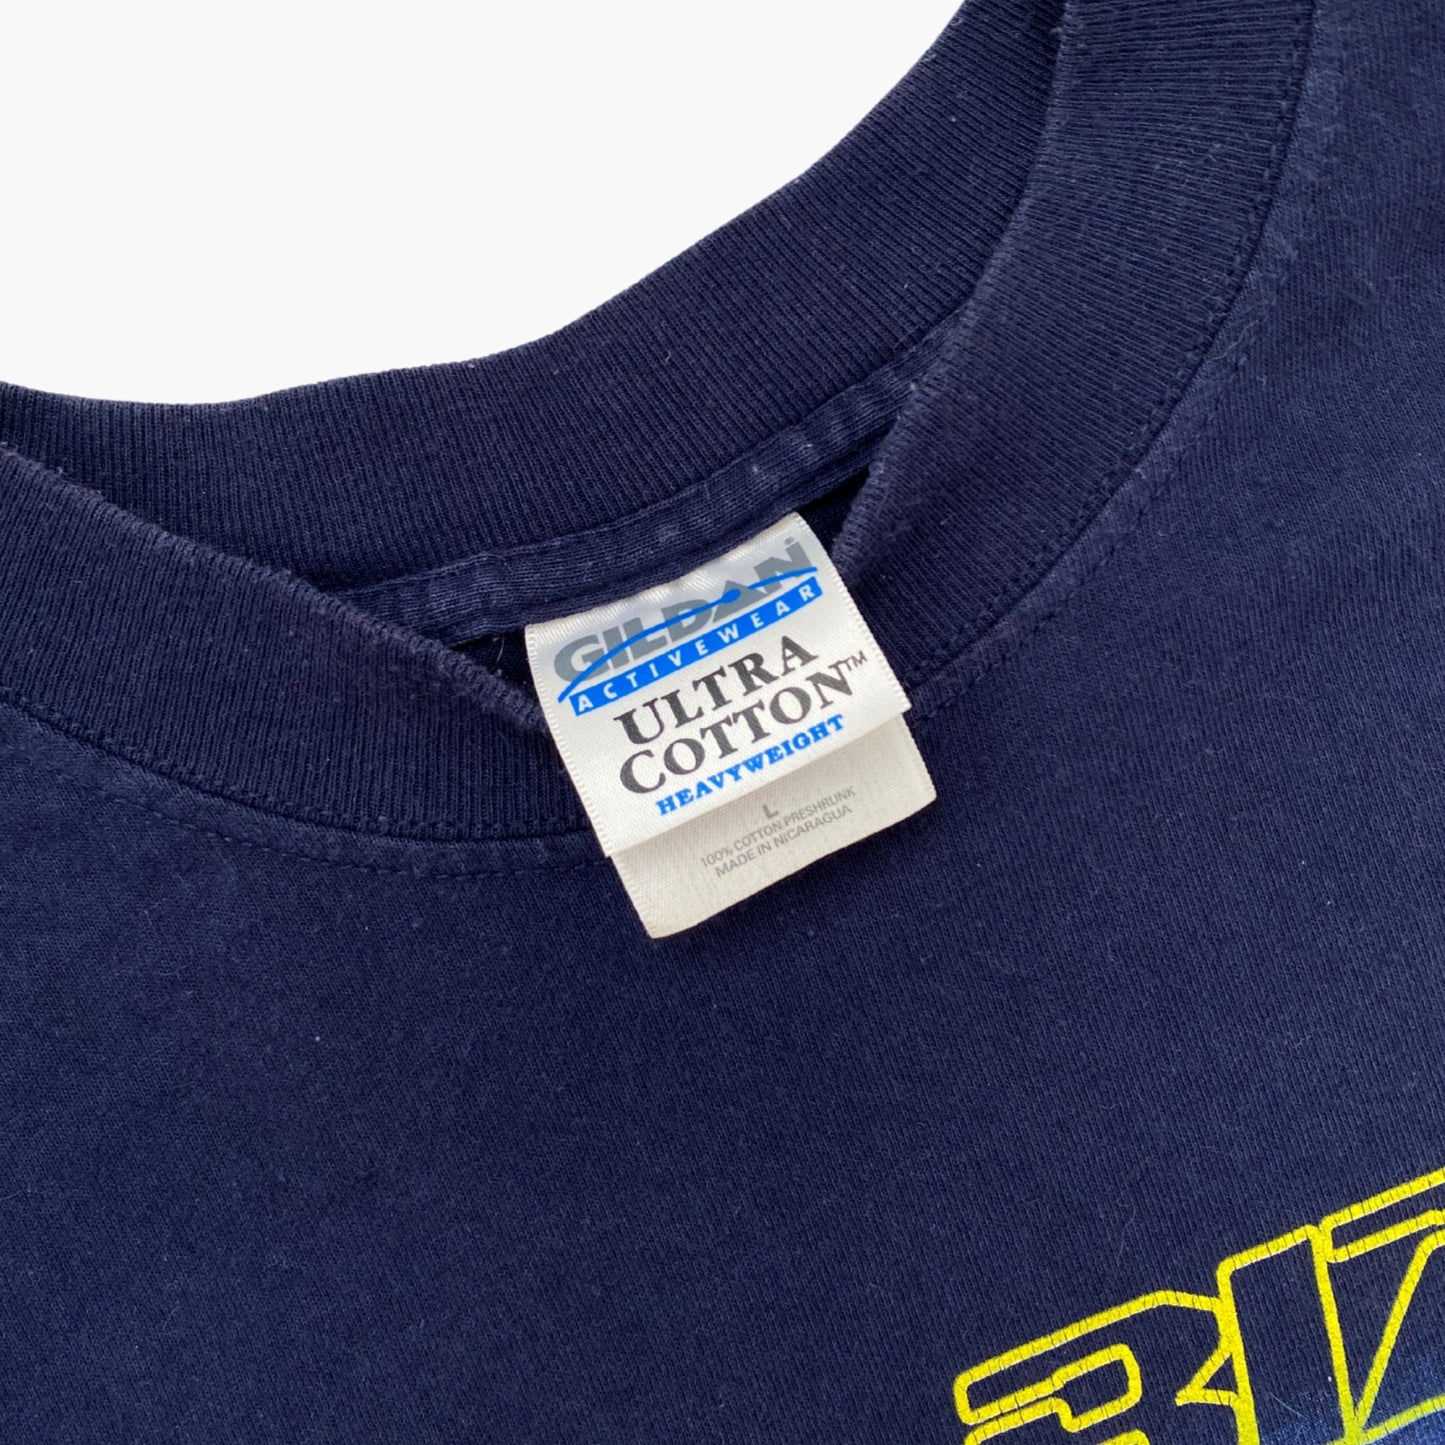 GILDAN
ACTIVEWEAR
ULTRA
COTTON™
HEAVYWEIGHT
L
100% COTTON PRESHRUNK
MADE IN NICARAGUA